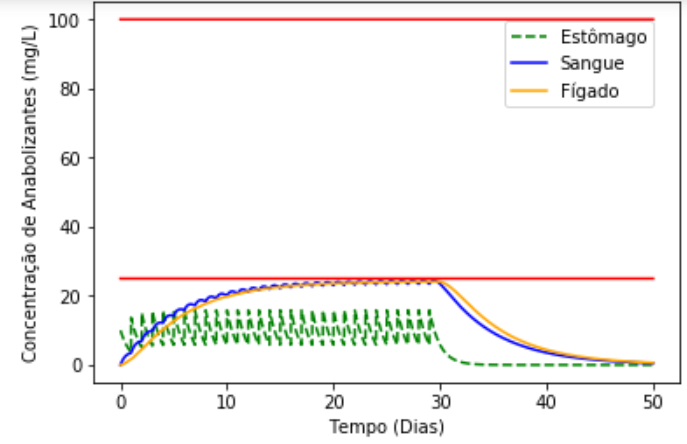 Concentração de Anabolizantes (mg/L)
100
80
60
40
20
0
Estômago
Sangue
Fígado
0 10 20 30 40 50
Tempo (Dias)